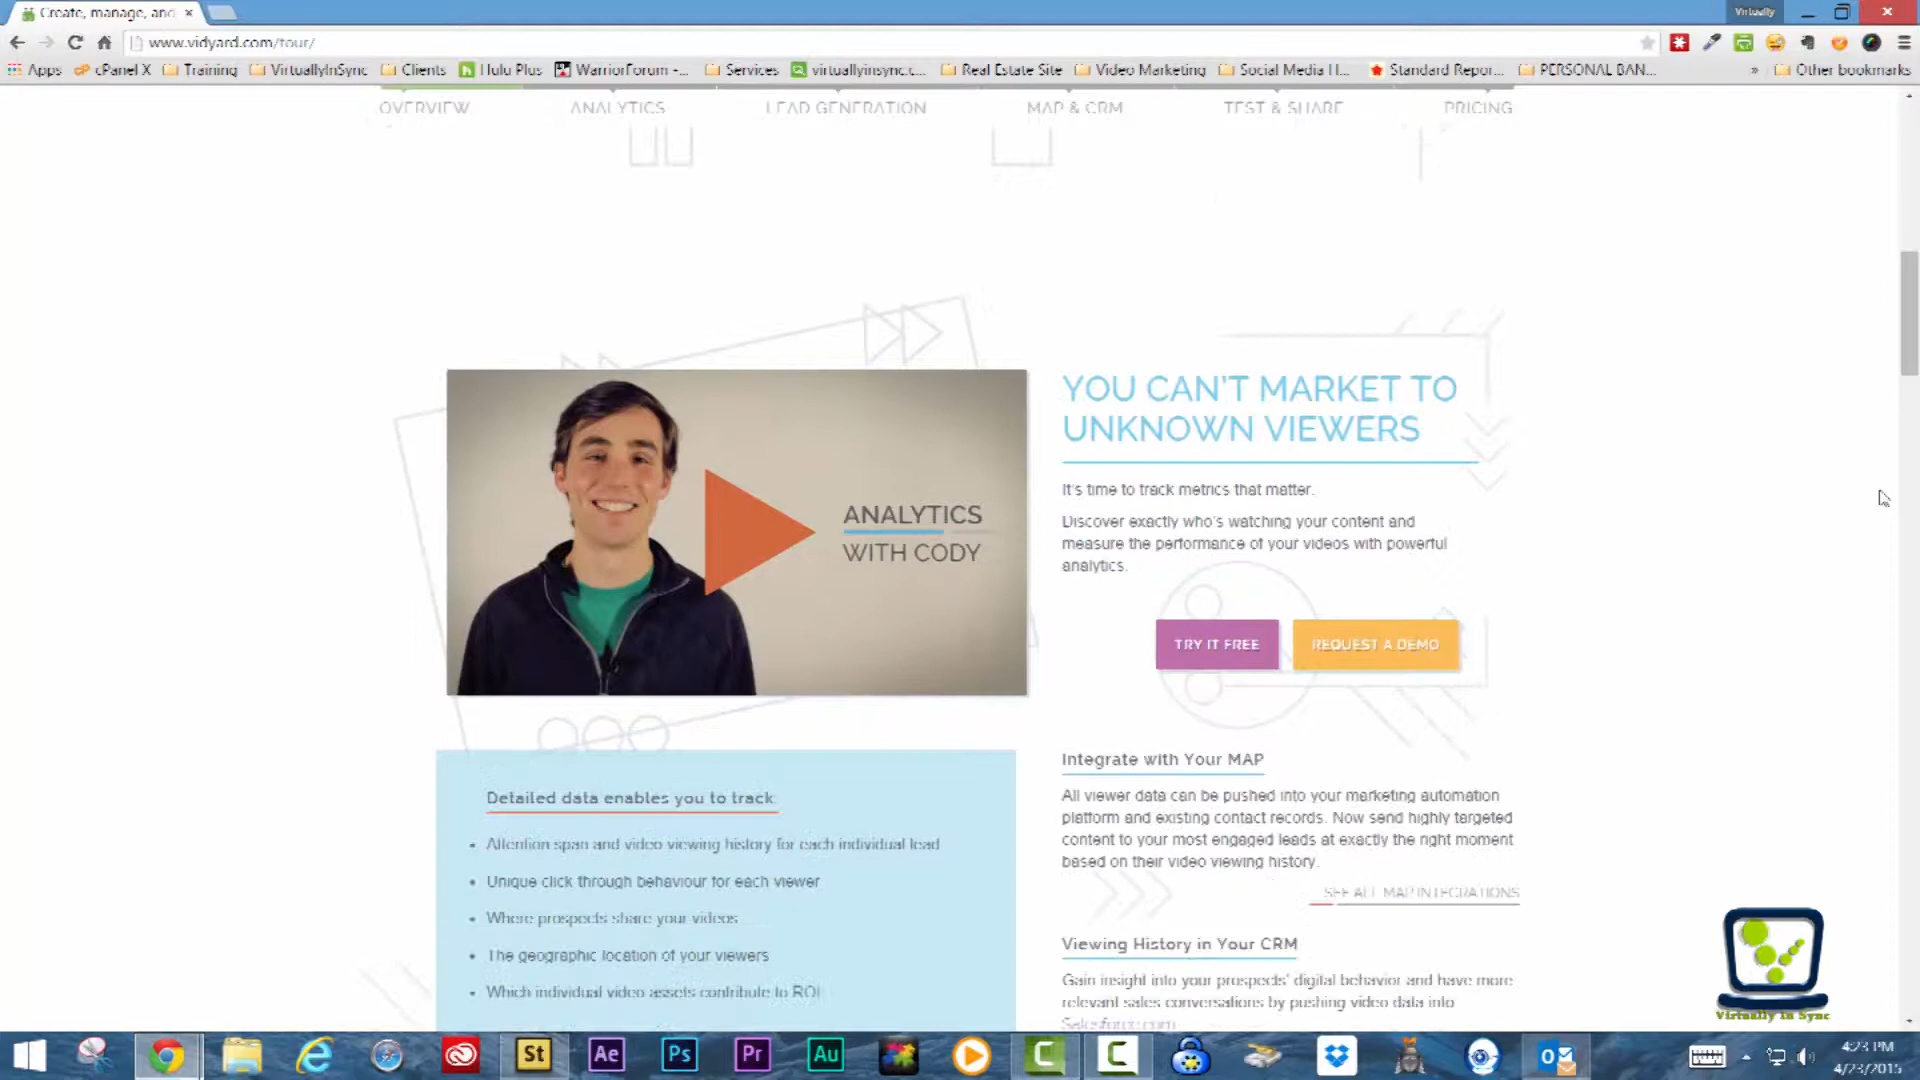 Create, manage, and
Virtually
www.vidyard.com/tour/
Apps cPanel X Training VirtuallyInSync Clients Hulu Plus WarriorForum -... Services virtuallyinsync.c... Real Estate Site Video Marketing Social Media H... Standard Repor... PERSONAL BAN... » Other bookmarks
OVERVIEW ANALYTICS LEAD GENERATION MAP & CRM TEST & SHARE PRICING
YOU CAN'T MARKET TO
UNKNOWN VIEWERS
It's time to track metrics that matter.
Discover exactly who's watching your content and
measure the performance of your videos with powerful
analytics.
ANALYTICS
WITH CODY
TRY IT FREE REQUEST A DEMO
Detailed data enables you to track
• Attention span and video viewing history for each individual lead
• Unique click through behaviour for each viewer
• Where prospects share your videos
• The geographic location of your viewers
• Which individual video assets contribute to ROI
Integrate with Your MAP
All viewer data can be pushed into your marketing automation
platform and existing contact records. Now send highly targeted
content to your most engaged leads at exactly the right moment
based on their video viewing history.
SEE ALL MAP INTEGRATIONS
Viewing History in Your CRM
Gain insight into your prospects' digital behavior and have more
relevant sales conversations by pushing video data into
Salesforce.com
Virtually In Sync
St Ae Ps Pr Au
4:23 PM
4/23/2015